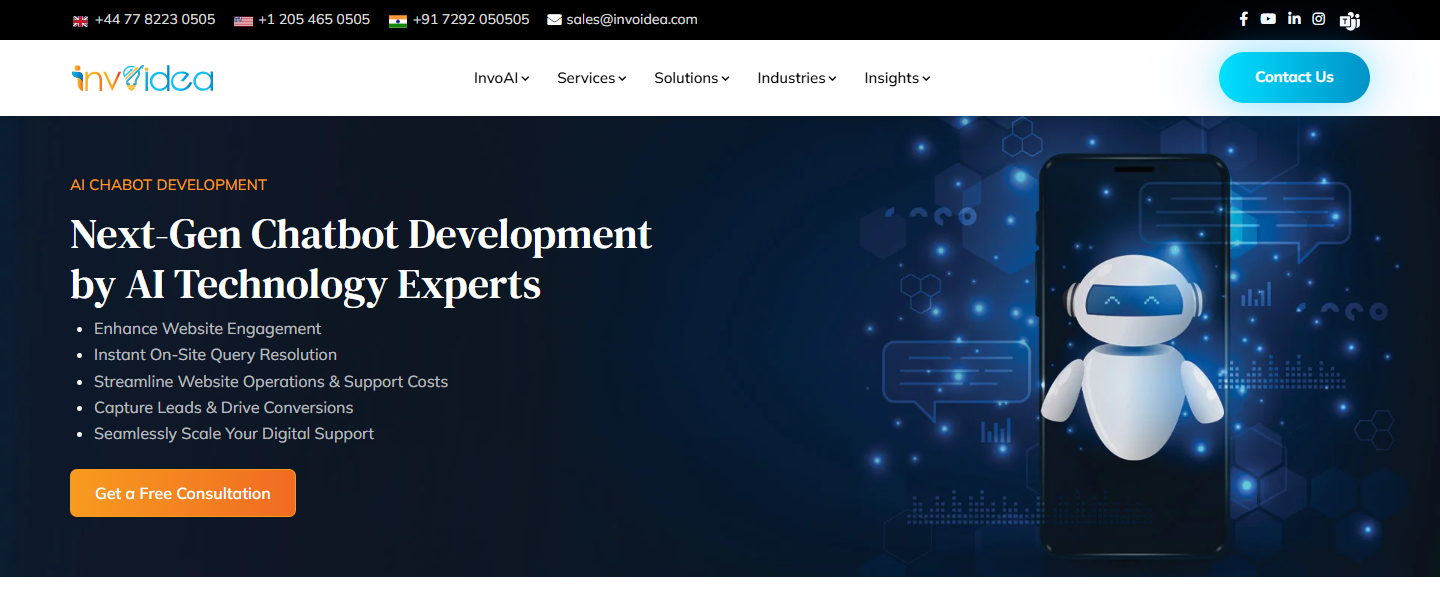 +44 77 8223 0505 +1 205 465 0505 +91 7292 050505 sales@invoidea.com
invoidea
InvoAI Services Solutions Industries Insights
Contact Us
AI CHABOT DEVELOPMENT
Next-Gen Chatbot Development
by AI Technology Experts
Enhance Website Engagement
Instant On-Site Query Resolution
Streamline Website Operations & Support Costs
Capture Leads & Drive Conversions
Seamlessly Scale Your Digital Support
Get a Free Consultation